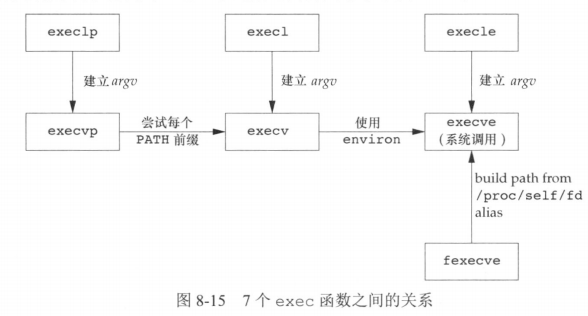 execlp
execl
execle
建立 argv
建立 argv
建立 argv
execvp
尝试每个
PATH 前缀
execv
使用
environ
execve
(系统调用)
build path from
/proc/self/fd
alias
fexecve
图 8-15 7 个 exec 函数之间的关系